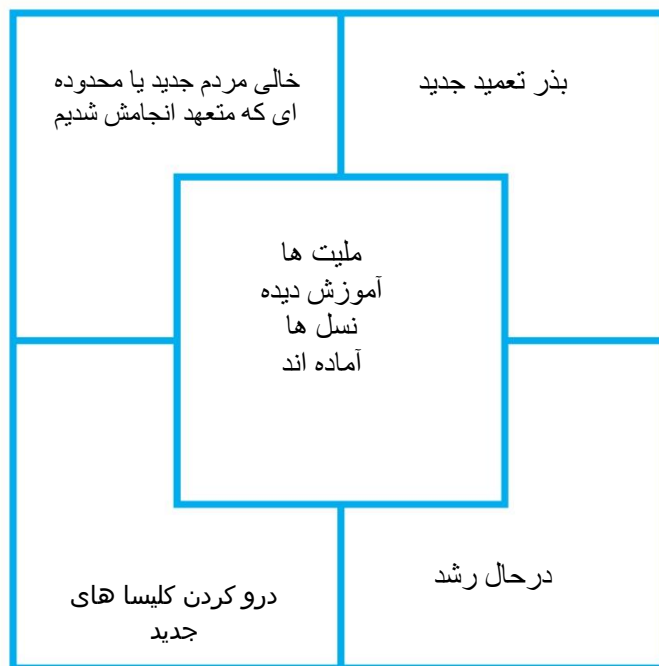 خالی مردم جدید یا محدوده
ای که متعهد انجامش شدیم
بذر تعمید جدید
ملیت ها
آموزش دیده
نسل ها
آماده اند
درو کردن کلیسا های
جدید
درحال رشد